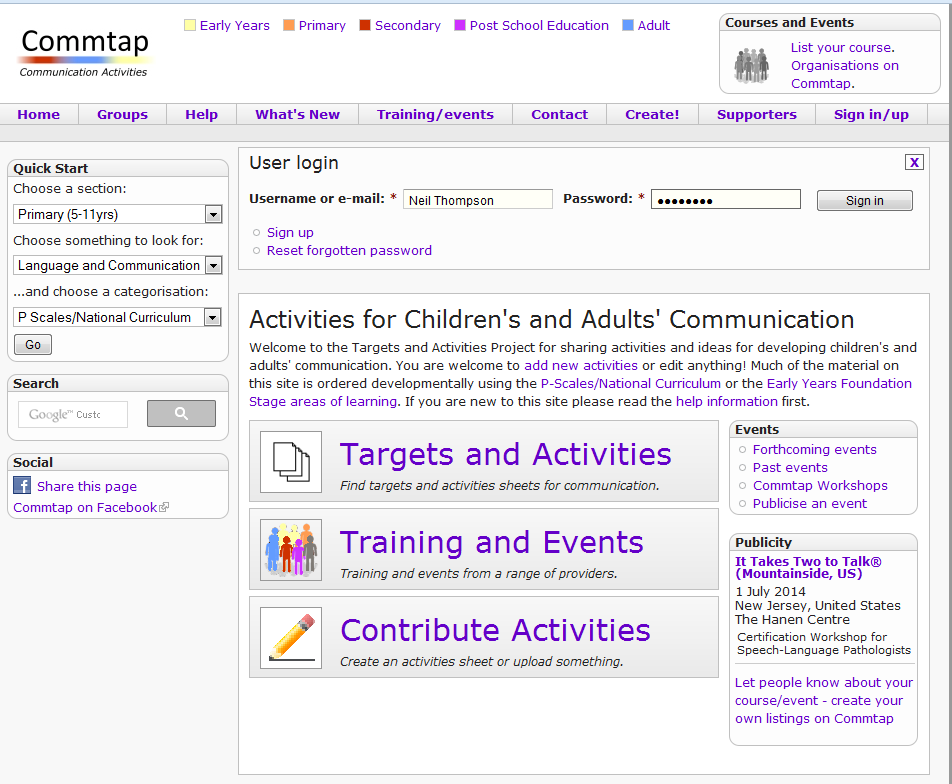 Commtap
Communication Activities
Early Years Primary Secondary Post School Education Adult
Courses and Events
List your course.
Organisations on
Commtap.
Home Groups Help What's New Training/events Contact Create! Supporters Sign in/up
Quick Start
Choose a section:
Primary (5-11yrs)
Choose something to look for:
Language and Communication
...and choose a categorisation:
P Scales/National Curriculum
Go
Search
Google™ Custo
Social
f Share this page
Commtap on Facebook
User login
X
Username or e-mail: * Neil Thompson Password: * ●●●●●●●● Sign in
Sign up
Reset forgotten password
Activities for Children's and Adults' Communication
Welcome to the Targets and Activities Project for sharing activities and ideas for developing children's and
adults' communication. You are welcome to add new activities or edit anything! Much of the material on
this site is ordered developmentally using the P-Scales/National Curriculum or the Early Years Foundation
Stage areas of learning. If you are new to this site please read the help information first.
Targets and Activities
Find targets and activities sheets for communication.
Training and Events
Training and events from a range of providers.
Contribute Activities
Create an activities sheet or upload something.
Events
Forthcoming events
Past events
Commtap Workshops
Publicise an event
Publicity
It Takes Two to Talk®
(Mountainside, US)
1 July 2014
New Jersey, United States
The Hanen Centre
Certification Workshop for
Speech-Language Pathologists
Let people know about your
course/event - create your
own listings on Commtap